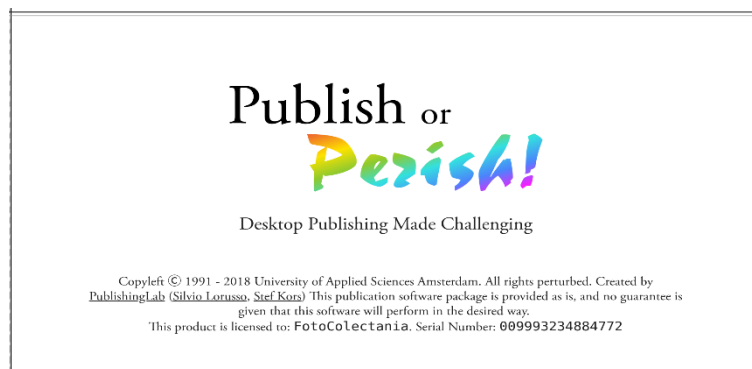 Publish or
Perish!
Desktop Publishing Made Challenging
Copyleft Ⓒ 1991 - 2018 University of Applied Sciences Amsterdam. All rights perturbed. Created by
PublishingLab (Silvio Lorusso, Stef Kors) This publication software package is provided as is, and no guarantee is
given that this software will perform in the desired way.
This product is licensed to: FotoColectania. Serial Number: 009993234884772